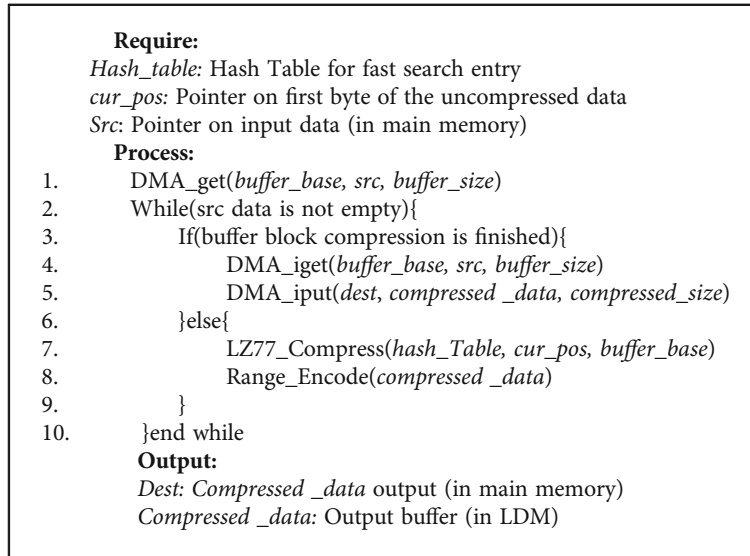 Require:
Hash_table: Hash Table for fast search entry
cur_pos: Pointer on first byte of the uncompressed data
Src: Pointer on input data (in main memory)
Process:
1. DMA_get(buffer_base, src, buffer_size)
2. While(src data is not empty){
3. If(buffer block compression is finished){
4. DMA_iget(buffer_base, src, buffer_size)
5. DMA_iput(dest, compressed _data, compressed_size)
6. }else{
7. LZ77_Compress(hash_Table, cur_pos, buffer_base)
8. Range_Encode(compressed _data)
9. }
10. }end while
Output:
Dest: Compressed _data output (in main memory)
Compressed _data: Output buffer (in LDM)